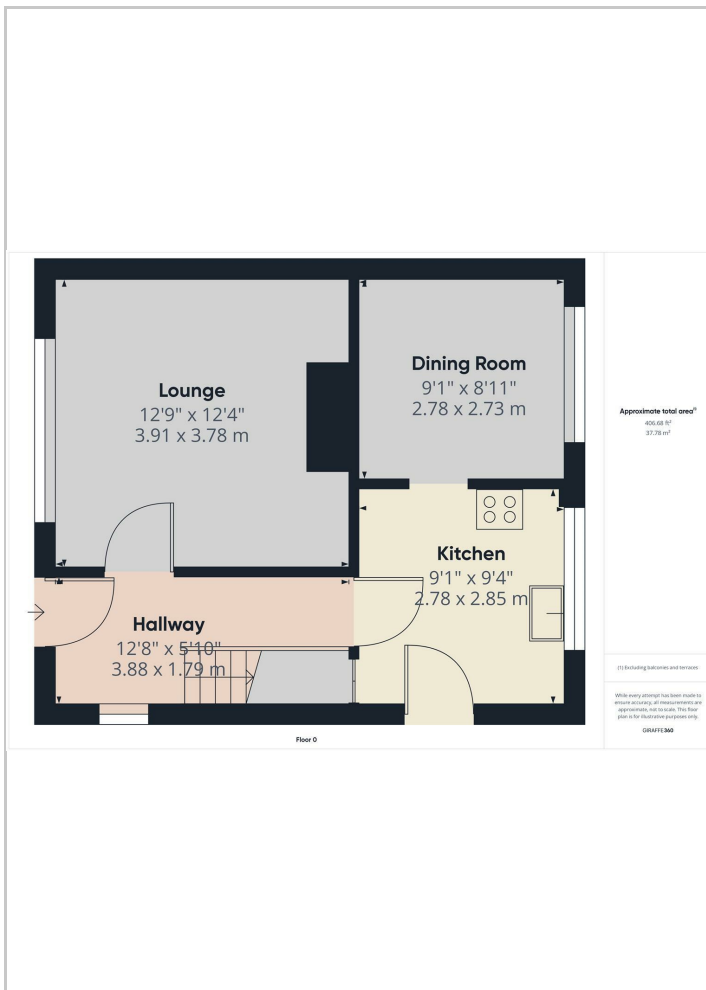 Lounge
12'9" x 12'4"
3.91 x 3.78 m
Dining Room
9'1" x 8'11"
2.78 x 2.73 m
Kitchen
9'1" x 9'4"
2.78 x 2.85 m
Hallway
12'8" x 5'10"
3.88 x 1.79 m
Floor 0
Approximate total area⁽¹⁾
406.68 ft²
37.78 m²
(1) Excluding balconies and terraces
While every attempt has been made to
ensure accuracy, all measurements are
approximate, not to scale. This floor
plan is for illustrative purposes only.
GIRAFFE360